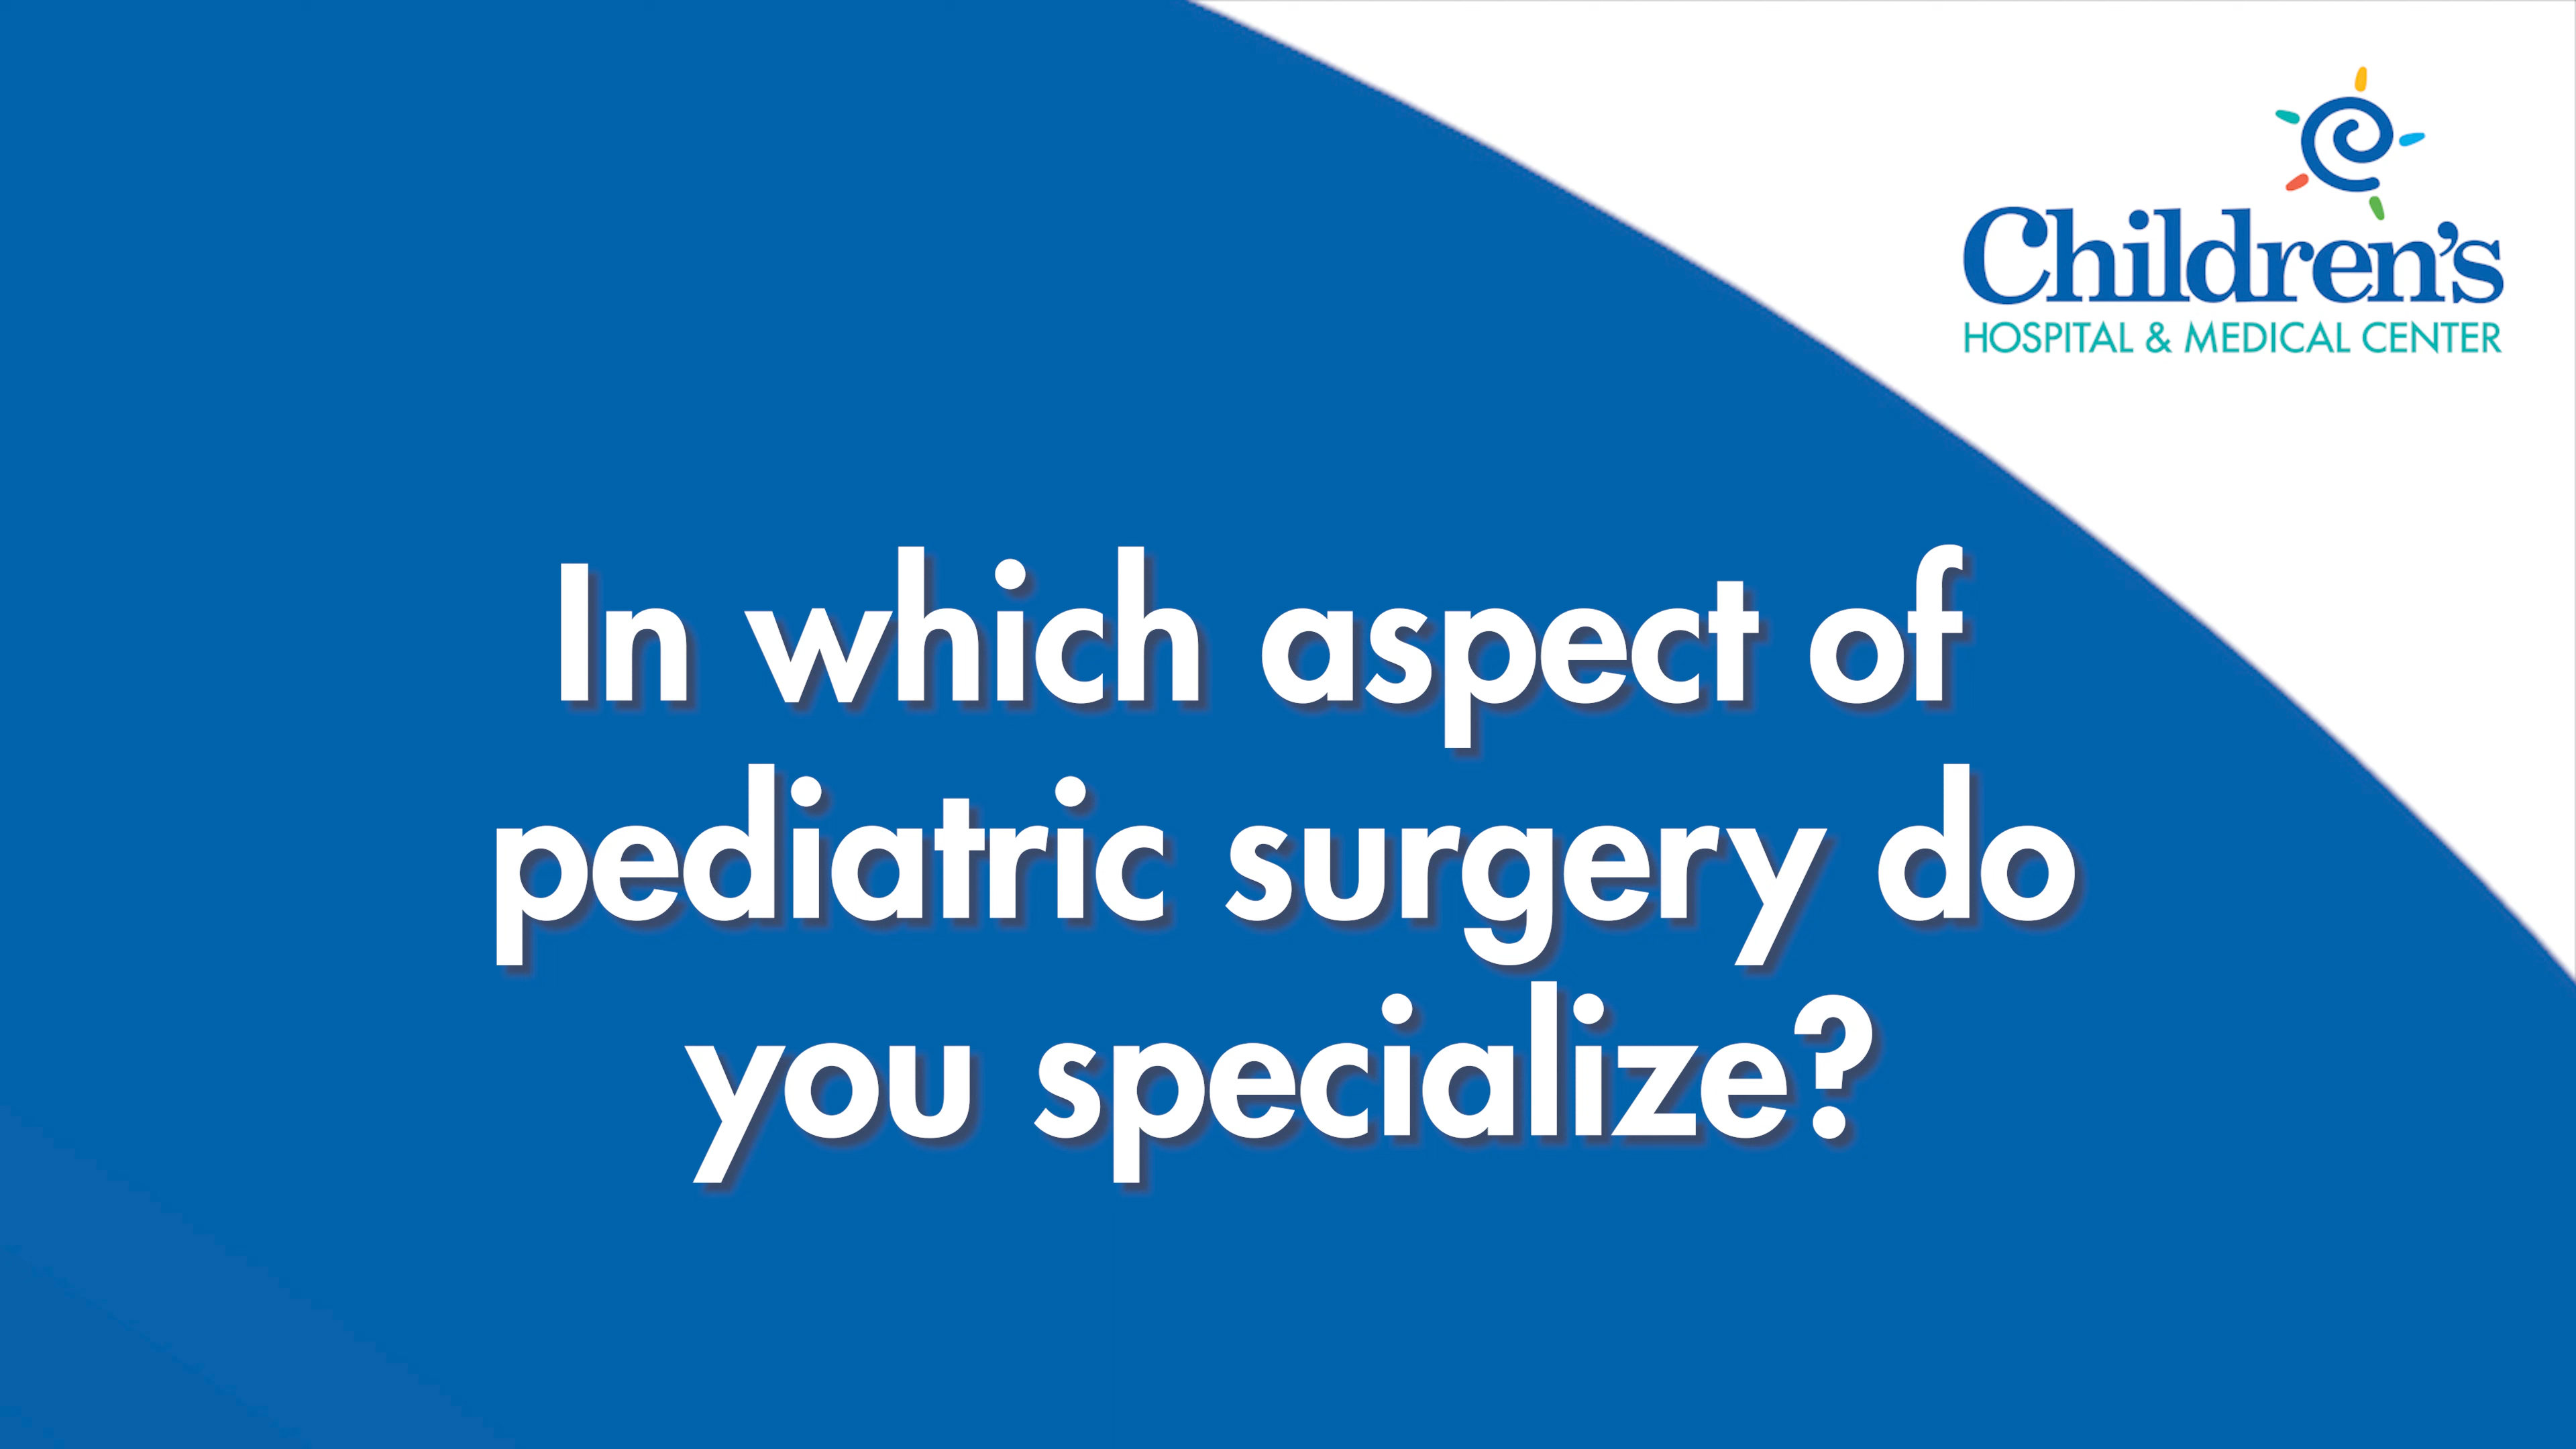 Children's
HOSPITAL & MEDICAL CENTER
In which aspect of
pediatric surgery do
you specialize?